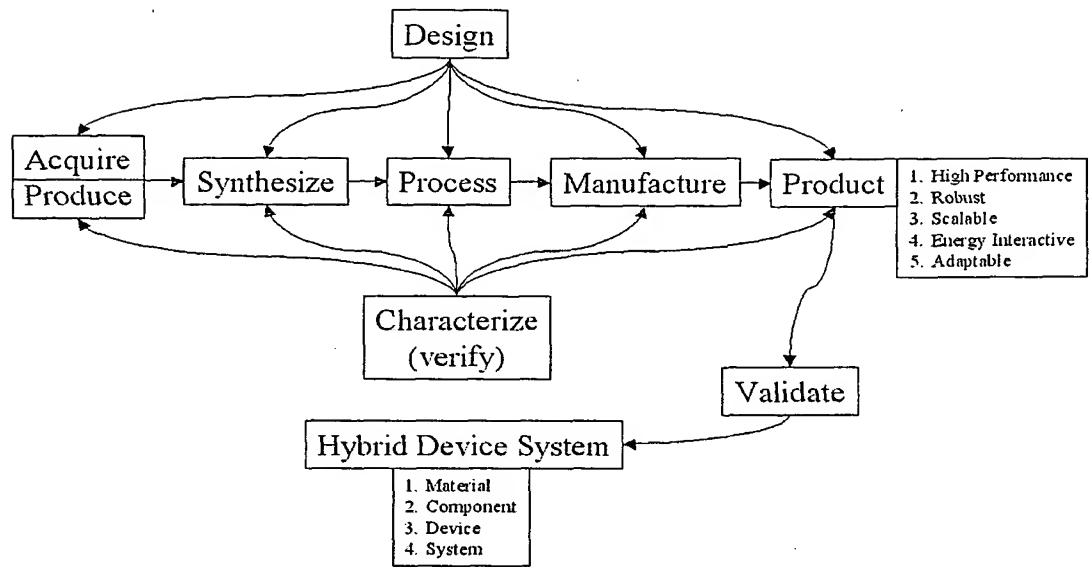 Design
Acquire
Produce
Synthesize
Process
Manufacture
Product
1. High Performance
2. Robust
3. Scalable
4. Energy Interactive
5. Adaptable
Characterize
(verify)
Validate
Hybrid Device System
1. Material
2. Component
3. Device
4. System